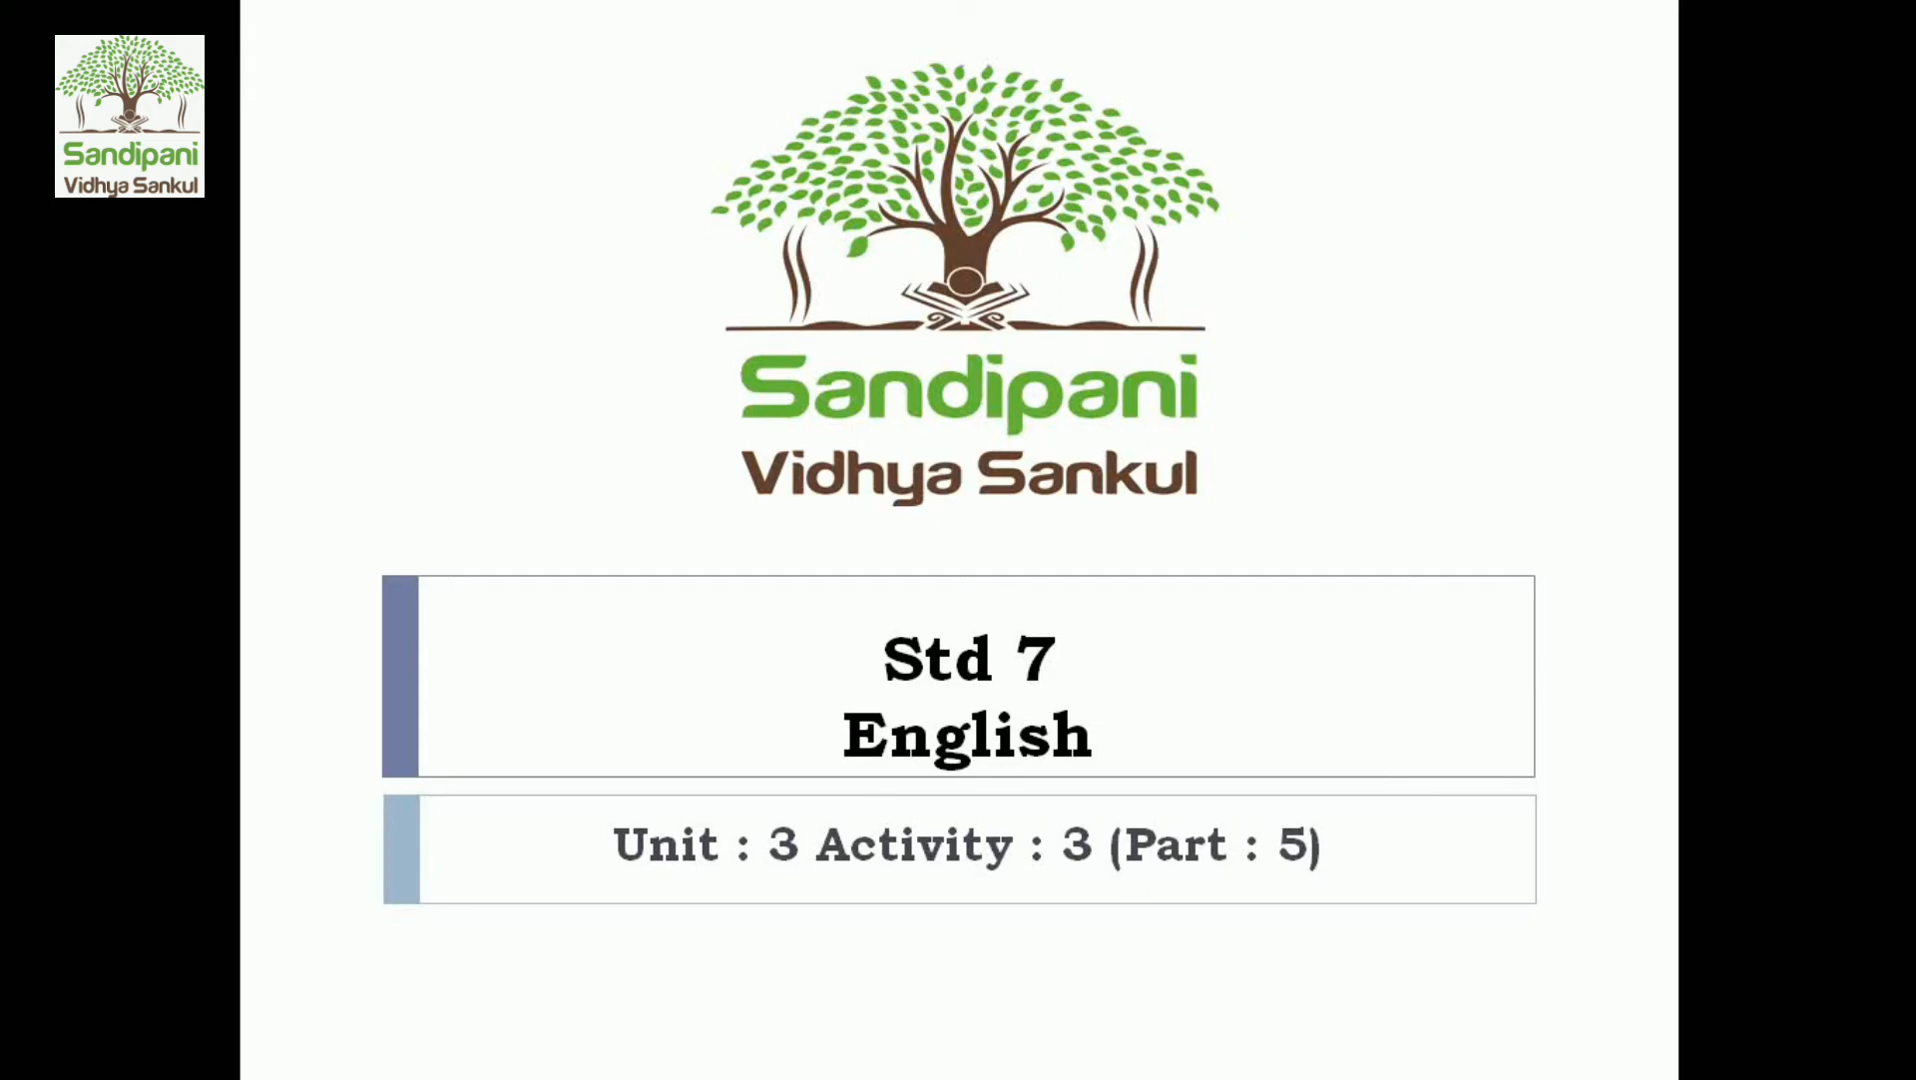 Sandipani
Vidhya Sankul
Sandipani
Vidhya Sankul
Std 7
English
Unit : 3 Activity : 3 (Part : 5)